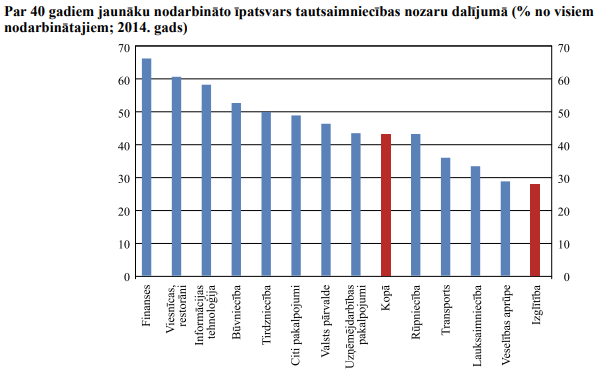 Par 40 gadiem jaunāku nodarbināto īpatsvars tautsaimniecības nozaru dalījumā (% no visiem
nodarbinātajiem; 2014. gads)
70 70
60 60
50 50
40 40
30 30
20 20
10 10
0 0
Finanses
Viesnīcas,
restorāni
Informācijas
tehnoloģija
Būvniecība
Tirdzniecība
Citi pakalpojumi
Valsts pārvalde
Uzņēmējdarbības
pakalpojumi
Kopā
Rūpniecība
Transports
Lauksaimniecība
Veselības aprūpe
Izglītība